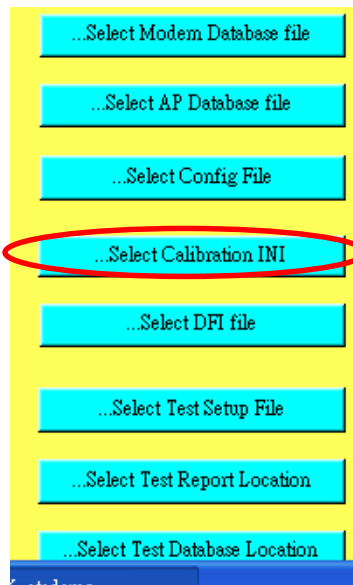 ...Select Modem Database file
...Select AP Database file
...Select Config File
...Select Calibration INI
...Select DFI file
...Select Test Setup File
...Select Test Report Location
...Select Test Database Location